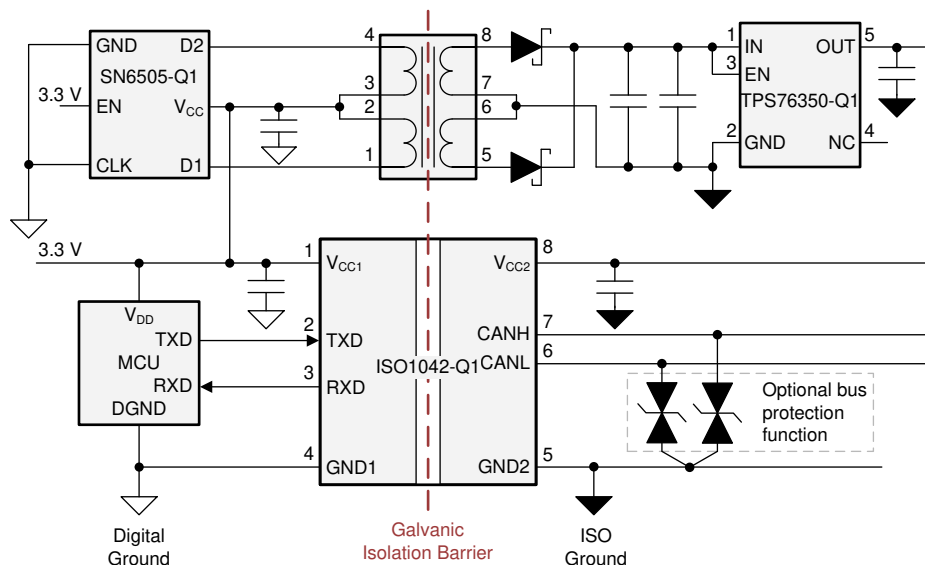 GND
D2
4
8
1
IN
OUT
5
SN6505-Q1
3
7
3
EN
3.3 V
EN
VCC
2
6
TPS76350-Q1
2
GND
NC
4
CLK
D1
1
5
3.3 V
1
VCC1
VCC2
8
VDD
TXD
2
TXD
CANH
7
MCU
ISO1042-Q1
CANL
6
RXD
3
RXD
DGND
Optional bus
protection
function
4
GND1
GND2
5
Digital
Ground
Galvanic
Isolation Barrier
ISO
Ground